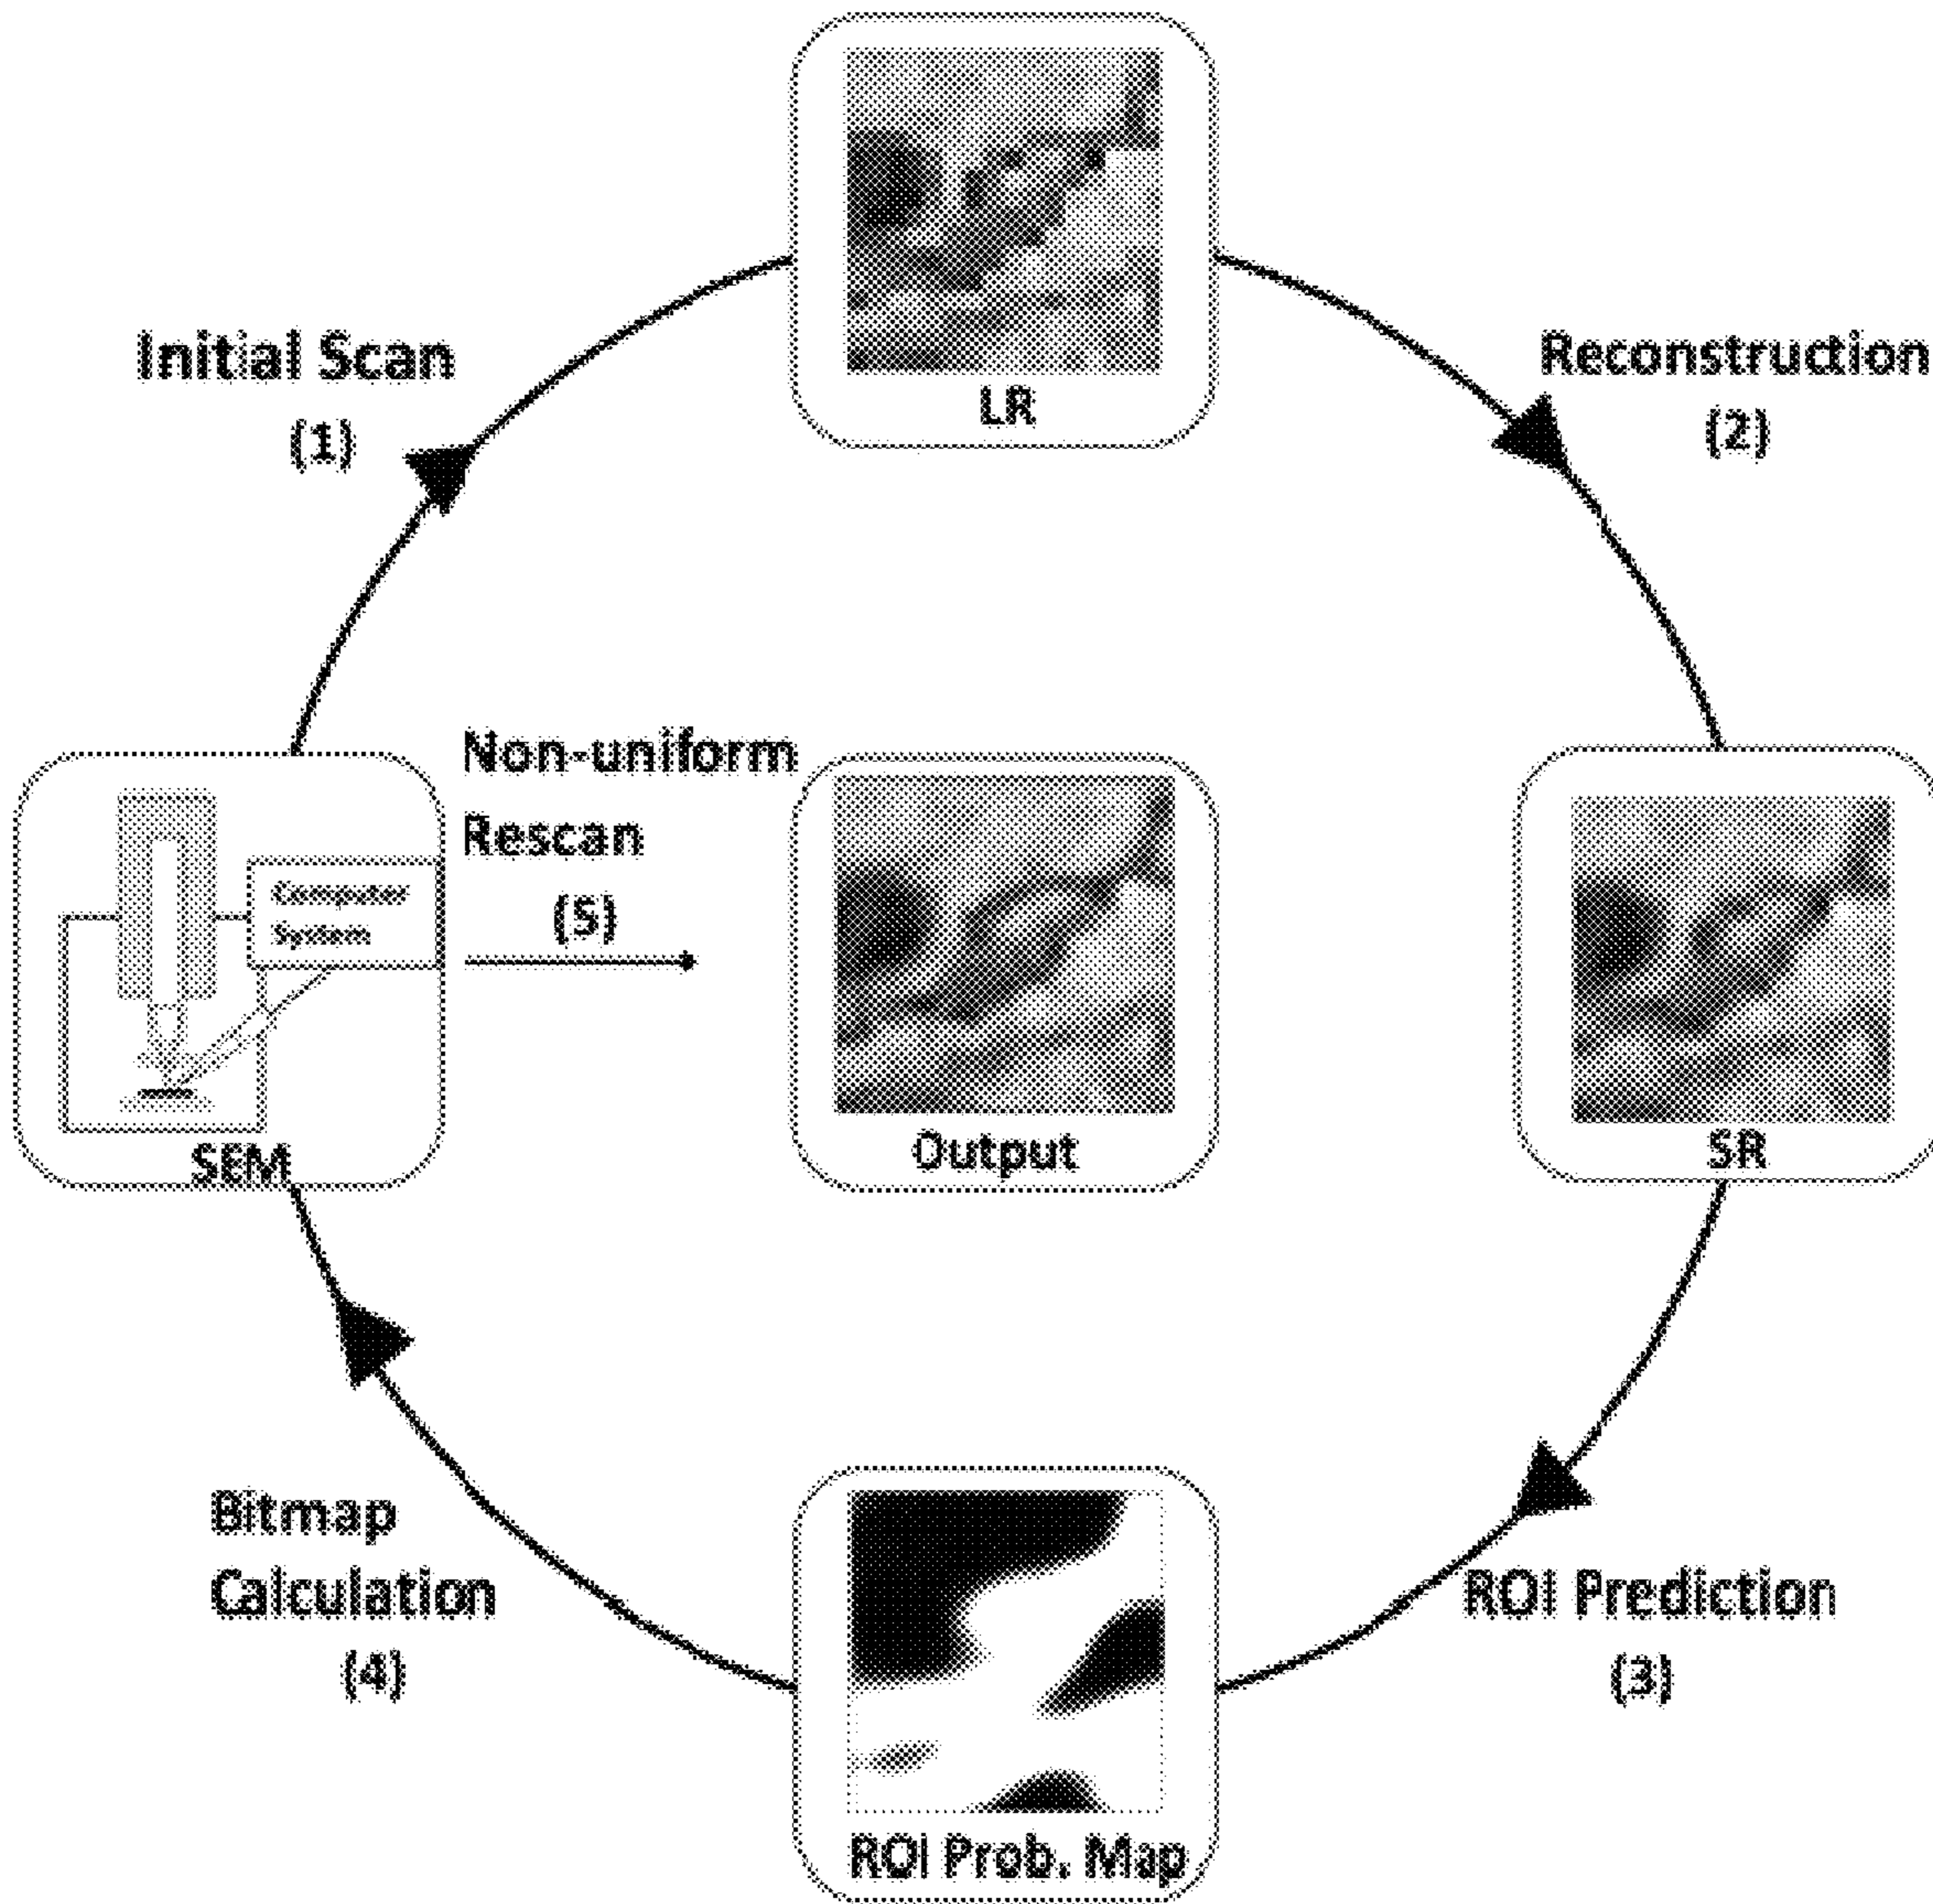 LR
Initial Scan
(1)
Reconstruction
(2)
Non-uniform
Rescan
(5)
Computer
System
SEM
Output
SR
Bitmap
Calculation
(4)
ROI Prediction
(3)
ROI Prob. Map